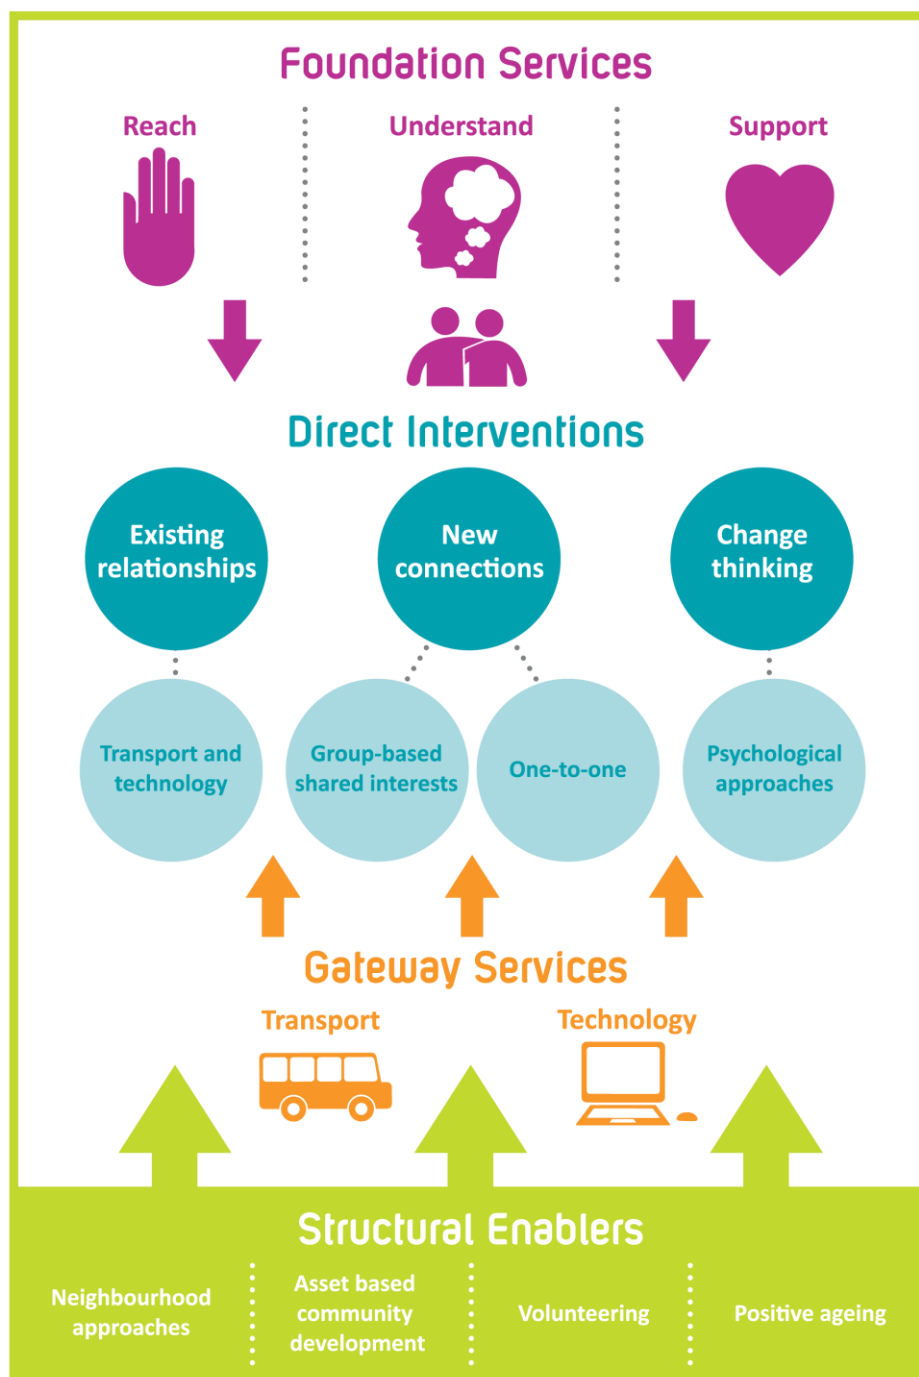 Foundation Services
Reach
Understand
Support
Direct Interventions
Existing
relationships
New
connections
Change
thinking
Transport and
technology
Group-based
shared interests
One-to-one
Psychological
approaches
Gateway Services
Transport
Technology
Structural Enablers
Neighbourhood
approaches
Asset based
community
development
Volunteering
Positive ageing